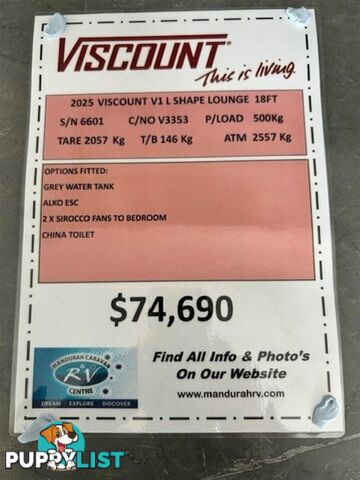 VISCOUNT®
This is living.
2025 VISCOUNT V1 L SHAPE LOUNGE 18FT
S/N 6601 C/NO V3353 P/LOAD 500Kg
TARE 2057 Kg T/B 146 Kg ATM 2557 Kg
OPTIONS FITTED:
GREY WATER TANK
ALKO ESC
2 X SIROCCO FANS TO BEDROOM
CHINA TOILET
$74,690
MANDURAH CARAVAN
& RV
CENTRE
DREAM / EXPLORE / DISCOVER
Find All Info & Photo's
On Our Website
www.mandurahrv.com
PUPPYLIST